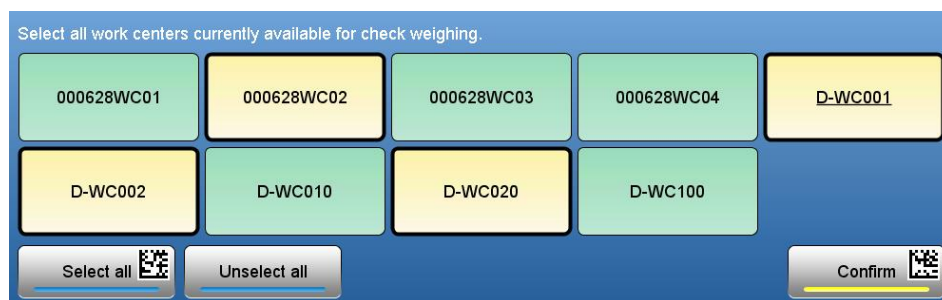 Select all work centers currently available for check weighing.
000628WC01 000628WC02 000628WC03 000628WC04 D-WC001
D-WC002 D-WC010 D-WC020 D-WC100
Select all Unselect all Confirm